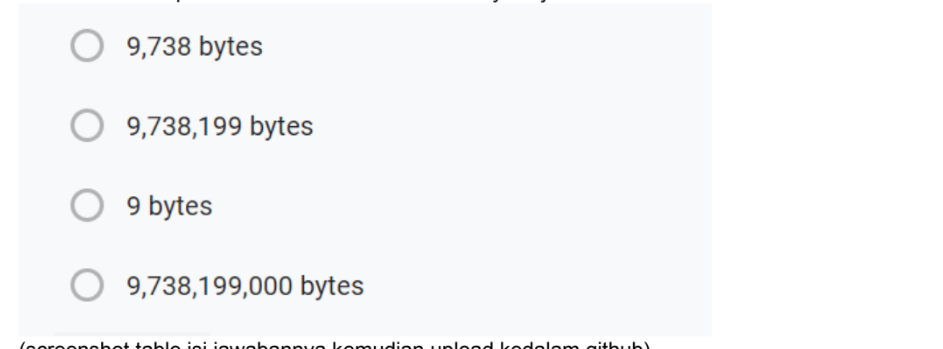 9,738 bytes
9,738,199 bytes
9 bytes
9,738,199,000 bytes
(screenshot table isi jawabannya kemudian upload kedalam github)